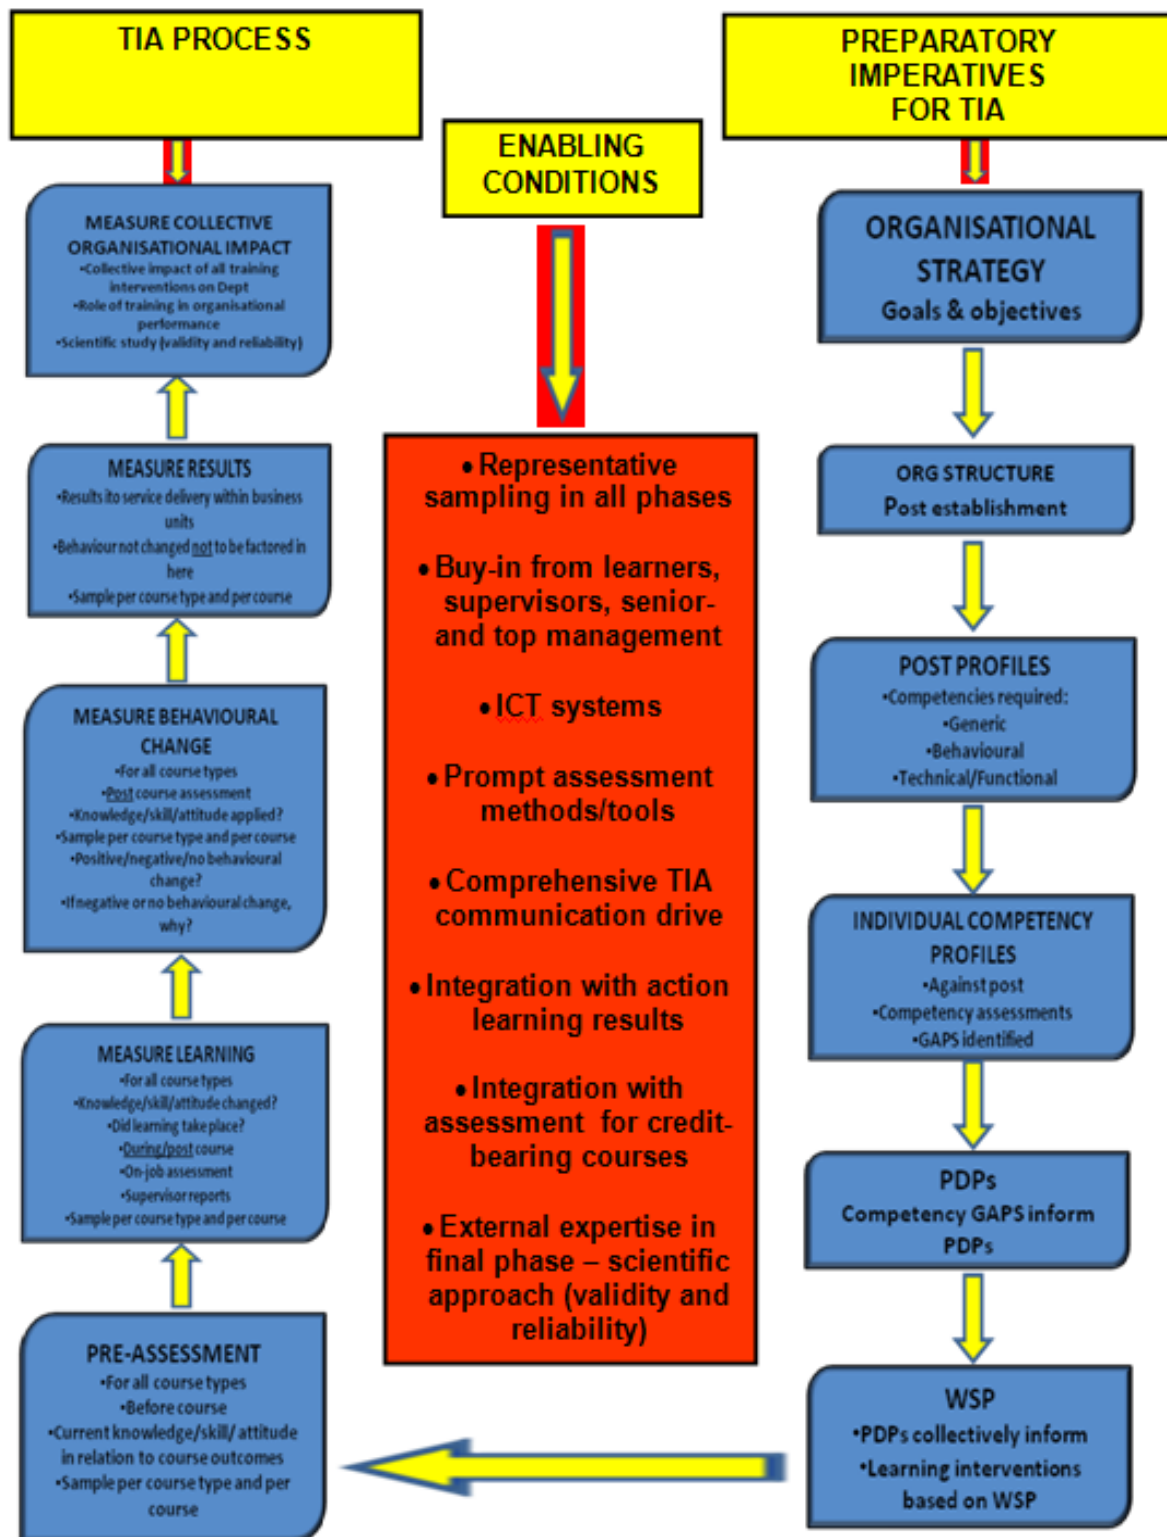 TIA PROCESS
MEASURE COLLECTIVE
ORGANISATIONAL IMPACT
•Collective impact of all training
interventions on Dept
•Role of training in organisational
performance
•Scientific study (validity and reliability)
MEASURE RESULTS
•Results ito service delivery within business
units
•Behaviour not changed not to be factored in
here
•Sample per course type and per course
MEASURE BEHAVIOURAL
CHANGE
•For all course types
•Post course assessment
•Knowledge/skill/attitude applied?
•Sample per course type and per course
•Positive/negative/no behavioural
change?
•If negative or no behavioural change,
why?
MEASURE LEARNING
•For all course types
•Knowledge/skill/attitude changed?
•Did learning take place?
•During/post course
•On-job assessment
•Supervisor reports
•Sample per course type and per course
PRE-ASSESSMENT
•For all course types
•Before course
•Current knowledge/skill/ attitude
in relation to course outcomes
•Sample per course type and per
course
ENABLING
CONDITIONS
• Representative
sampling in all phases
• Buy-in from learners,
supervisors, senior-
and top management
• ICT systems
• Prompt assessment
methods/tools
• Comprehensive TIA
communication drive
• Integration with action
learning results
• Integration with
assessment for credit-
bearing courses
• External expertise in
final phase – scientific
approach (validity and
reliability)
PREPARATORY
IMPERATIVES
FOR TIA
ORGANISATIONAL
STRATEGY
Goals & objectives
ORG STRUCTURE
Post establishment
POST PROFILES
•Competencies required:
•Generic
•Behavioural
•Technical/Functional
INDIVIDUAL COMPETENCY
PROFILES
•Against post
•Competency assessments
•GAPS identified
PDPs
Competency GAPS inform
PDPs
WSP
•PDPs collectively inform
•Learning interventions
based on WSP